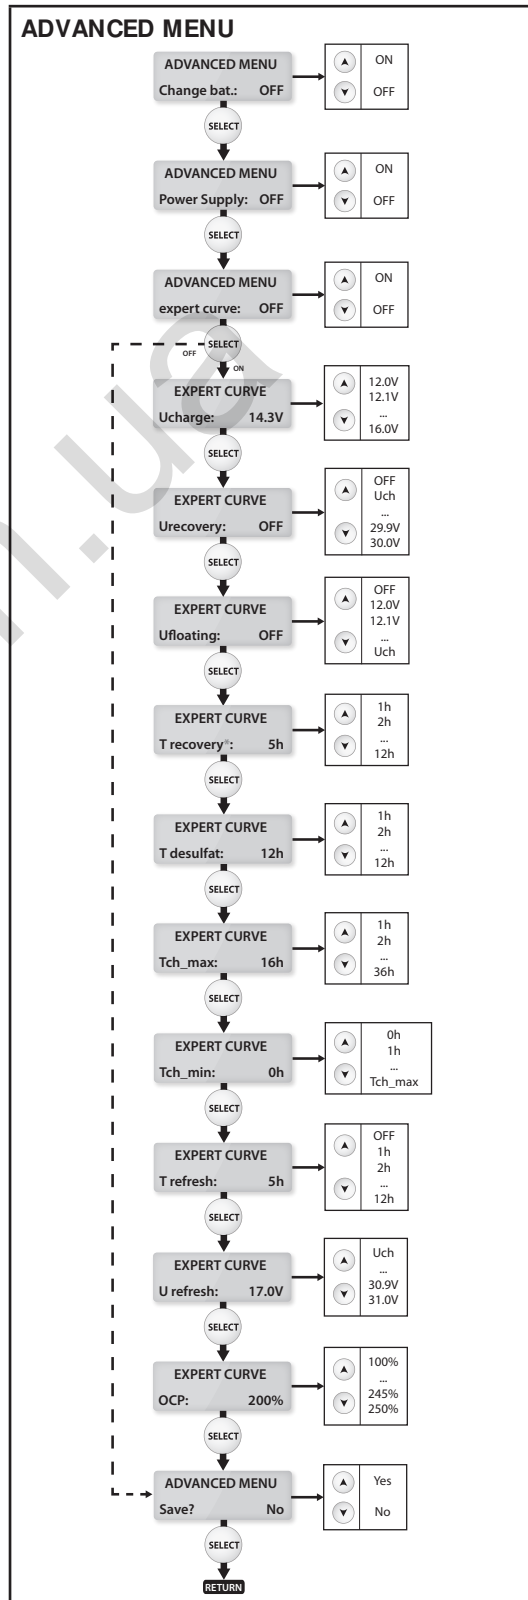 ADVANCED MENU
ADVANCED MENU
Change bat.: OFF
ON
OFF
SELECT
ADVANCED MENU
Power Supply: OFF
ON
OFF
SELECT
ADVANCED MENU
expert curve: OFF
ON
OFF
SELECT
OFF
ON
EXPERT CURVE
Ucharge: 14.3V
12.0V
12.1V
...
16.0V
SELECT
EXPERT CURVE
Urecovery: OFF
OFF
Uch
...
29.9V
30.0V
SELECT
EXPERT CURVE
Ufloating: OFF
OFF
12.0V
12.1V
...
Uch
SELECT
EXPERT CURVE
T recovery*: 5h
1h
2h
...
12h
SELECT
EXPERT CURVE
T desulfat: 12h
1h
2h
...
12h
SELECT
EXPERT CURVE
Tch_max: 16h
1h
2h
...
36h
SELECT
EXPERT CURVE
Tch_min: 0h
0h
1h
...
Tch_max
SELECT
EXPERT CURVE
T refresh: 5h
OFF
1h
2h
...
12h
SELECT
EXPERT CURVE
U refresh: 17.0V
Uch
...
30.9V
31.0V
SELECT
EXPERT CURVE
OCP: 200%
100%
...
245%
250%
SELECT
ADVANCED MENU
Save? No
Yes
No
SELECT
RETURN